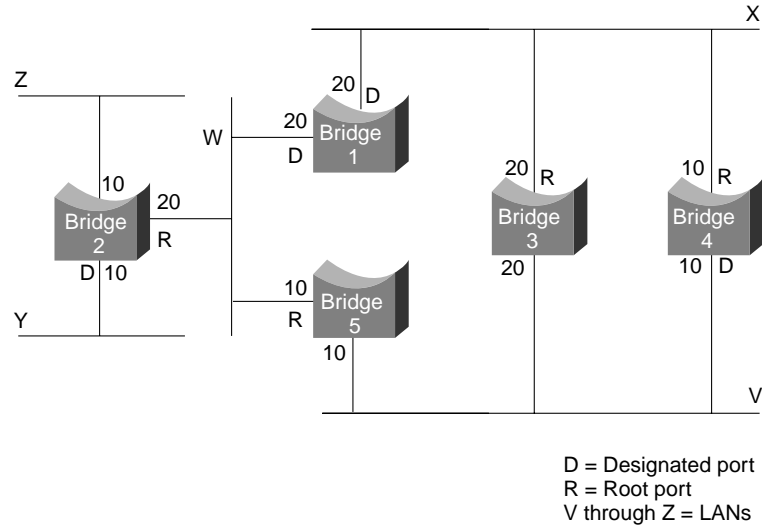 X
Z
20
D
20
W
Bridge
1
D
10
20
20
R
10
R
Bridge
2
R
Bridge
3
Bridge
4
D
10
20
10
D
10
Bridge
5
R
Y
10
V
D = Designated port
R = Root port
V through Z = LANs